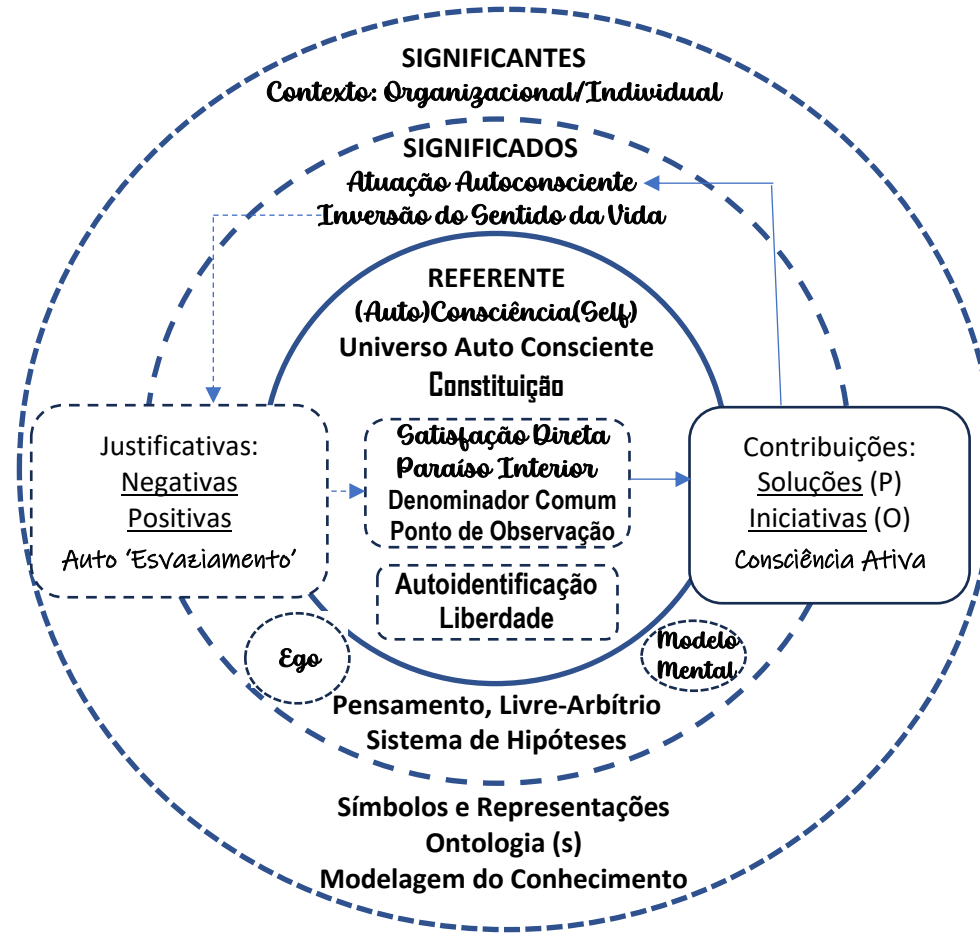 SIGNIFICANTES
Contexto: Organizacional/Individual
SIGNIFICADOS
Atuação Autoconsciente
Inversão do Sentida da Vida
REFERENTE
(Auto)Consciência(Self)
Universo Auto Consciente
Constituição
Justificativas:
Negativas
Positivas
Auto ‘Esvaziamento’
Satisfação Direta
Paraíso Interior
Denominador Comum
Ponto de Observação
Contribuições:
Soluções (P)
Iniciativas (O)
Consciência Ativa
Autoidentificação
Liberdade
Ego
Modelo
Mental
Pensamento, Livre-Arbítrio
Sistema de Hipóteses
Símbolos e Representações
Ontologia (s)
Modelagem do Conhecimento